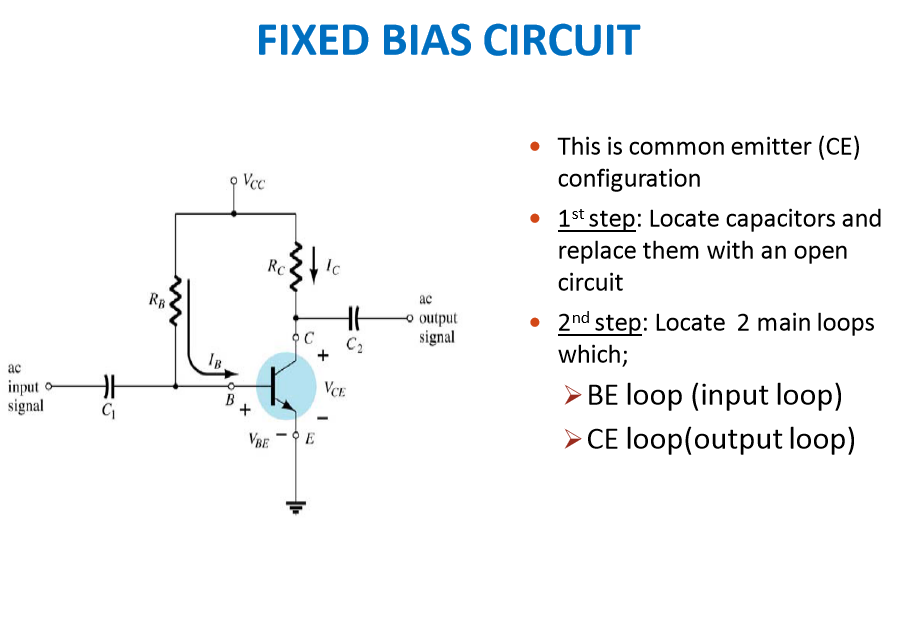 FIXED BIAS CIRCUIT
• This is common emitter (CE)
configuration
• 1st step: Locate capacitors and
replace them with an open
circuit
• 2nd step: Locate 2 main loops
which;
➢ BE loop (input loop)
➢ CE loop(output loop)
VCC
RC
IC
RB
ac
output
signal
C
C2
+
IB
ac
input
signal
C1
B
+
VCE
−
VBE
−
E